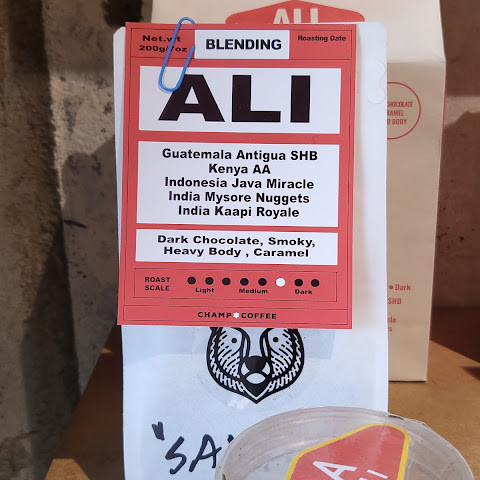 Net.wt
200g/7oz
BLENDING
Roasting Date
ALI
Guatemala Antigua SHB
Kenya AA
Indonesia Java Miracle
India Mysore Nuggets
India Kaapi Royale
Dark Chocolate, Smoky,
Heavy Body , Caramel
ROAST
SCALE
Light
Medium
Dark
CHAMP COFFEE
ALI
CHOCOLATE
BODY
Dark
SHB